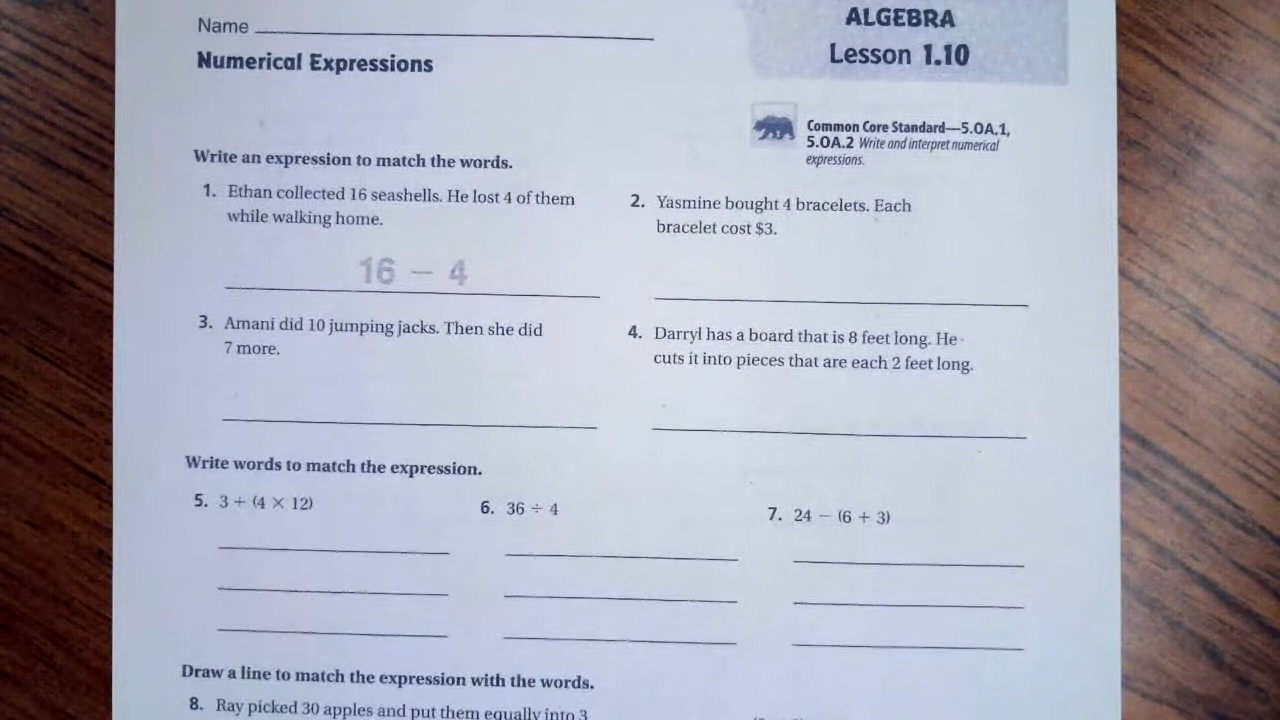 Name
ALGEBRA
Lesson 1.10
Numerical Expressions
Common Core Standard—5.OA.1,
5.OA.2 Write and interpret numerical
expressions.
Write an expression to match the words.
1. Ethan collected 16 seashells. He lost 4 of them
while walking home.
16 − 4
2. Yasmine bought 4 bracelets. Each
bracelet cost $3.
3. Amani did 10 jumping jacks. Then she did
7 more.
4. Darryl has a board that is 8 feet long. He
cuts it into pieces that are each 2 feet long.
Write words to match the expression.
5. 3 + (4 × 12)
6. 36 ÷ 4
7. 24 − (6 + 3)
Draw a line to match the expression with the words.
8. Ray picked 30 apples and put them equally into 3